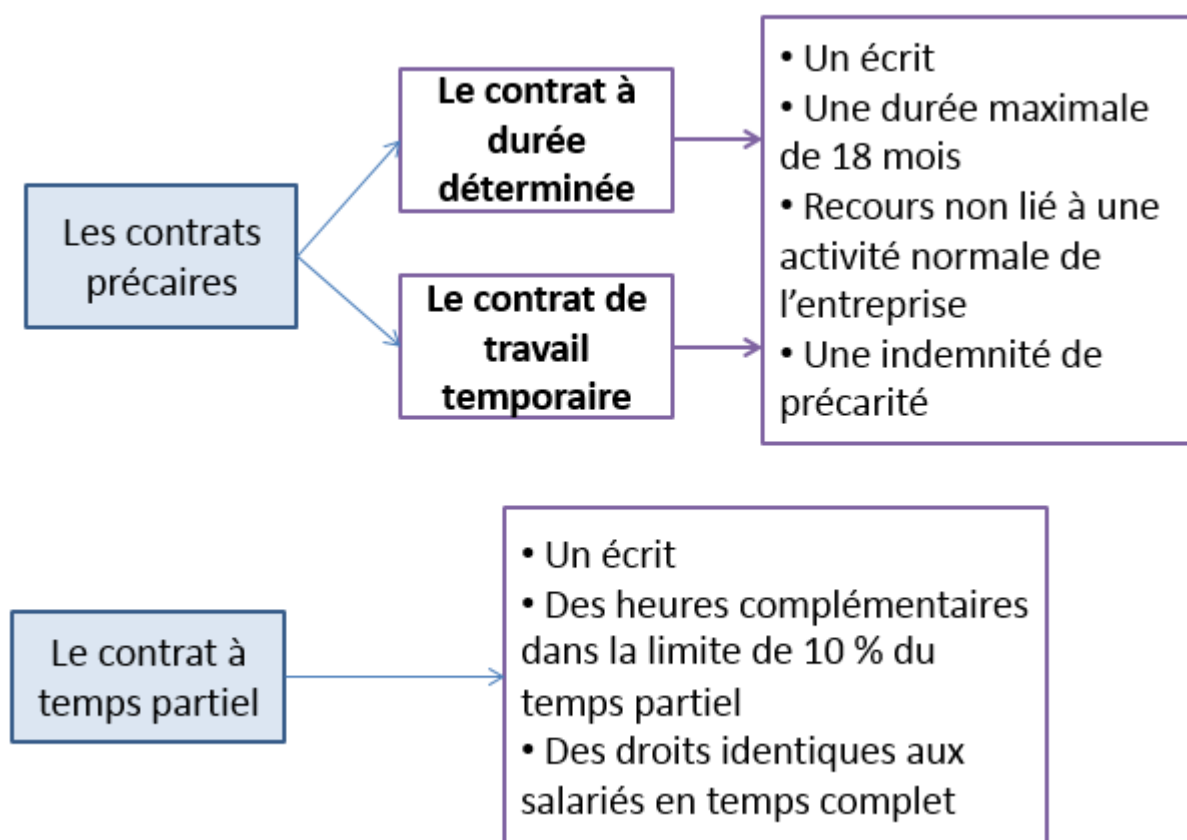 Les contrats
précaires
Le contrat à
durée
déterminée
Le contrat de
travail
temporaire
• Un écrit
• Une durée maximale
de 18 mois
• Recours non lié à une
activité normale de
l'entreprise
• Une indemnité de
précarité
Le contrat à
temps partiel
• Un écrit
• Des heures complémentaires
dans la limite de 10 % du
temps partiel
• Des droits identiques aux
salariés en temps complet